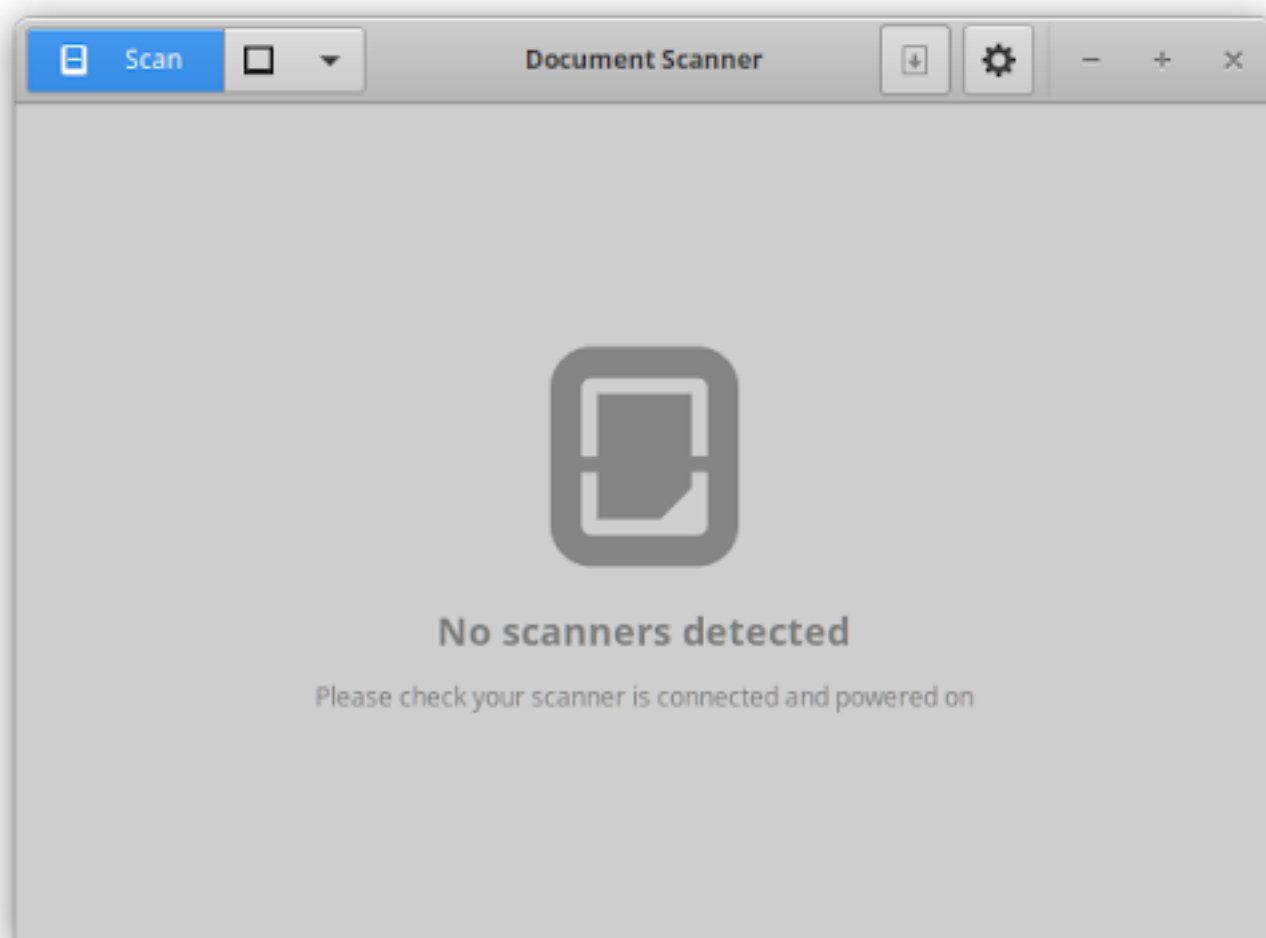 Scan
Document Scanner
No scanners detected
Please check your scanner is connected and powered on